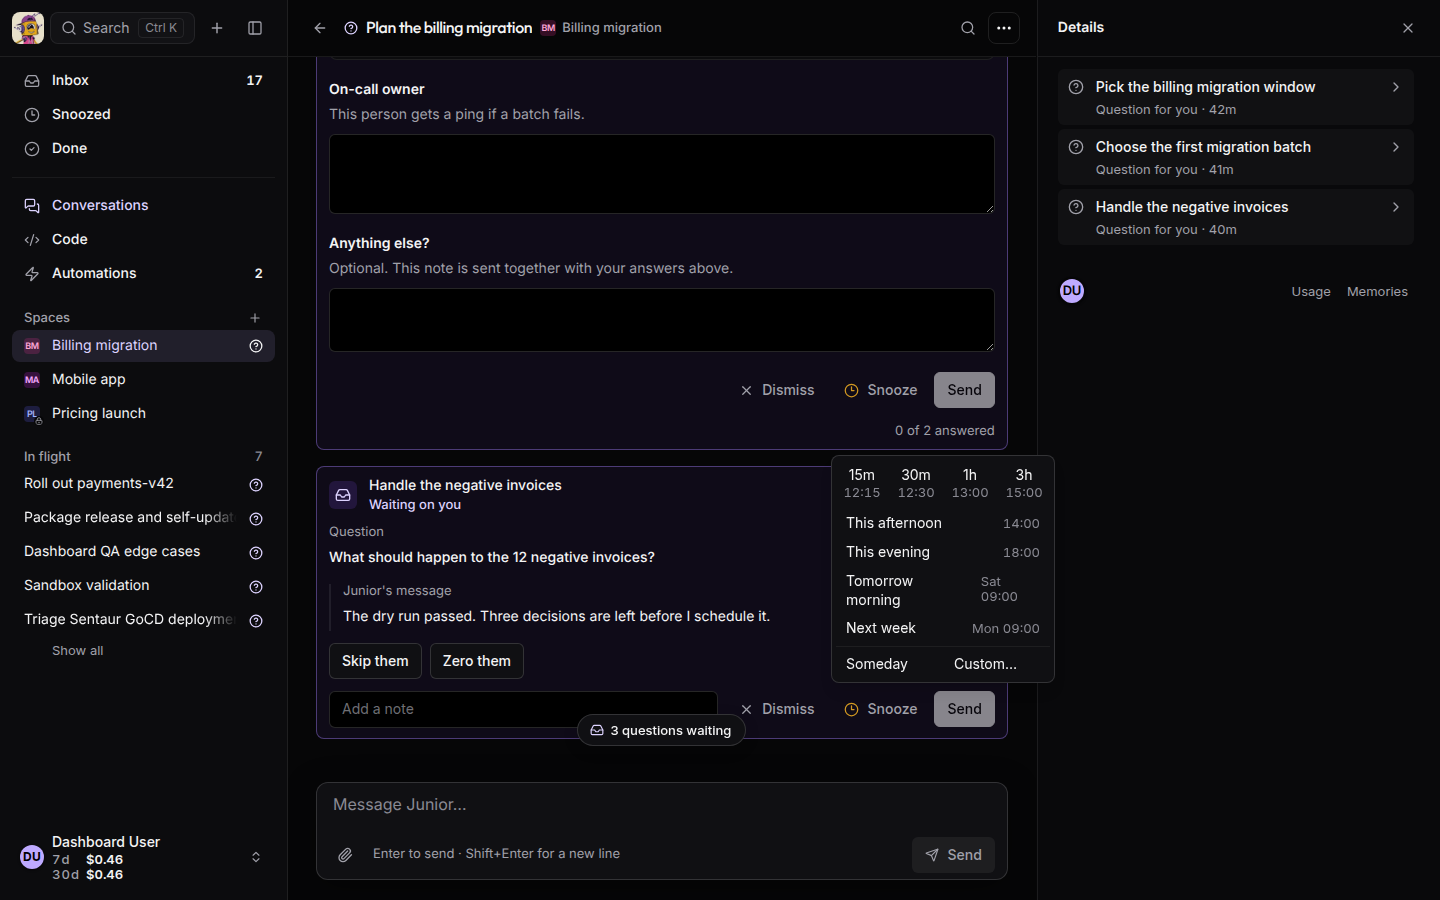 Search Ctrl K
Inbox 17
Snoozed
Done
Conversations
Code
Automations 2
Spaces
BM Billing migration
MA Mobile app
PL Pricing launch
In flight 7
Roll out payments-v42
Package release and self-updat
Dashboard QA edge cases
Sandbox validation
Triage Sentaur GoCD deployme
Show all
DU Dashboard User
7d $0.46
30d $0.46
Plan the billing migration BM Billing migration
On-call owner
This person gets a ping if a batch fails.
Anything else?
Optional. This note is sent together with your answers above.
Dismiss Snooze Send
0 of 2 answered
Handle the negative invoices
Waiting on you
Question
What should happen to the 12 negative invoices?
Junior's message
The dry run passed. Three decisions are left before I schedule it.
Skip them Zero them
Add a note Dismiss Snooze Send
3 questions waiting
15m 30m 1h 3h
12:15 12:30 13:00 15:00
This afternoon 14:00
This evening 18:00
Tomorrow morning Sat 09:00
Next week Mon 09:00
Someday Custom...
Message Junior...
Enter to send · Shift+Enter for a new line Send
Details
Pick the billing migration window
Question for you · 42m
Choose the first migration batch
Question for you · 41m
Handle the negative invoices
Question for you · 40m
DU Usage Memories